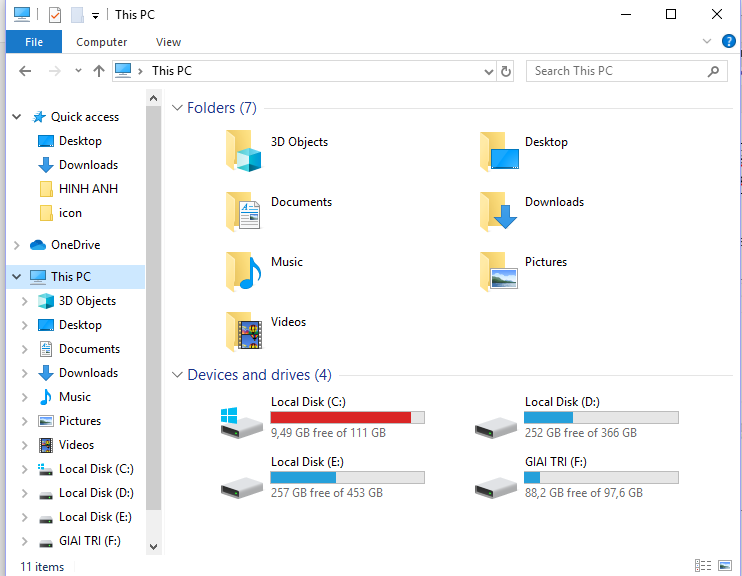 This PC
File Computer View
This PC Search This PC
Quick access
Desktop
Downloads
HINH ANH
icon
OneDrive
This PC
3D Objects
Desktop
Documents
Downloads
Music
Pictures
Videos
Local Disk (C:)
Local Disk (D:)
Local Disk (E:)
GIAI TRI (F:)
Folders (7)
3D Objects
Desktop
Documents
Downloads
Music
Pictures
Videos
Devices and drives (4)
Local Disk (C:)
9,49 GB free of 111 GB
Local Disk (D:)
252 GB free of 366 GB
Local Disk (E:)
257 GB free of 453 GB
GIAI TRI (F:)
88,2 GB free of 97,6 GB
11 items